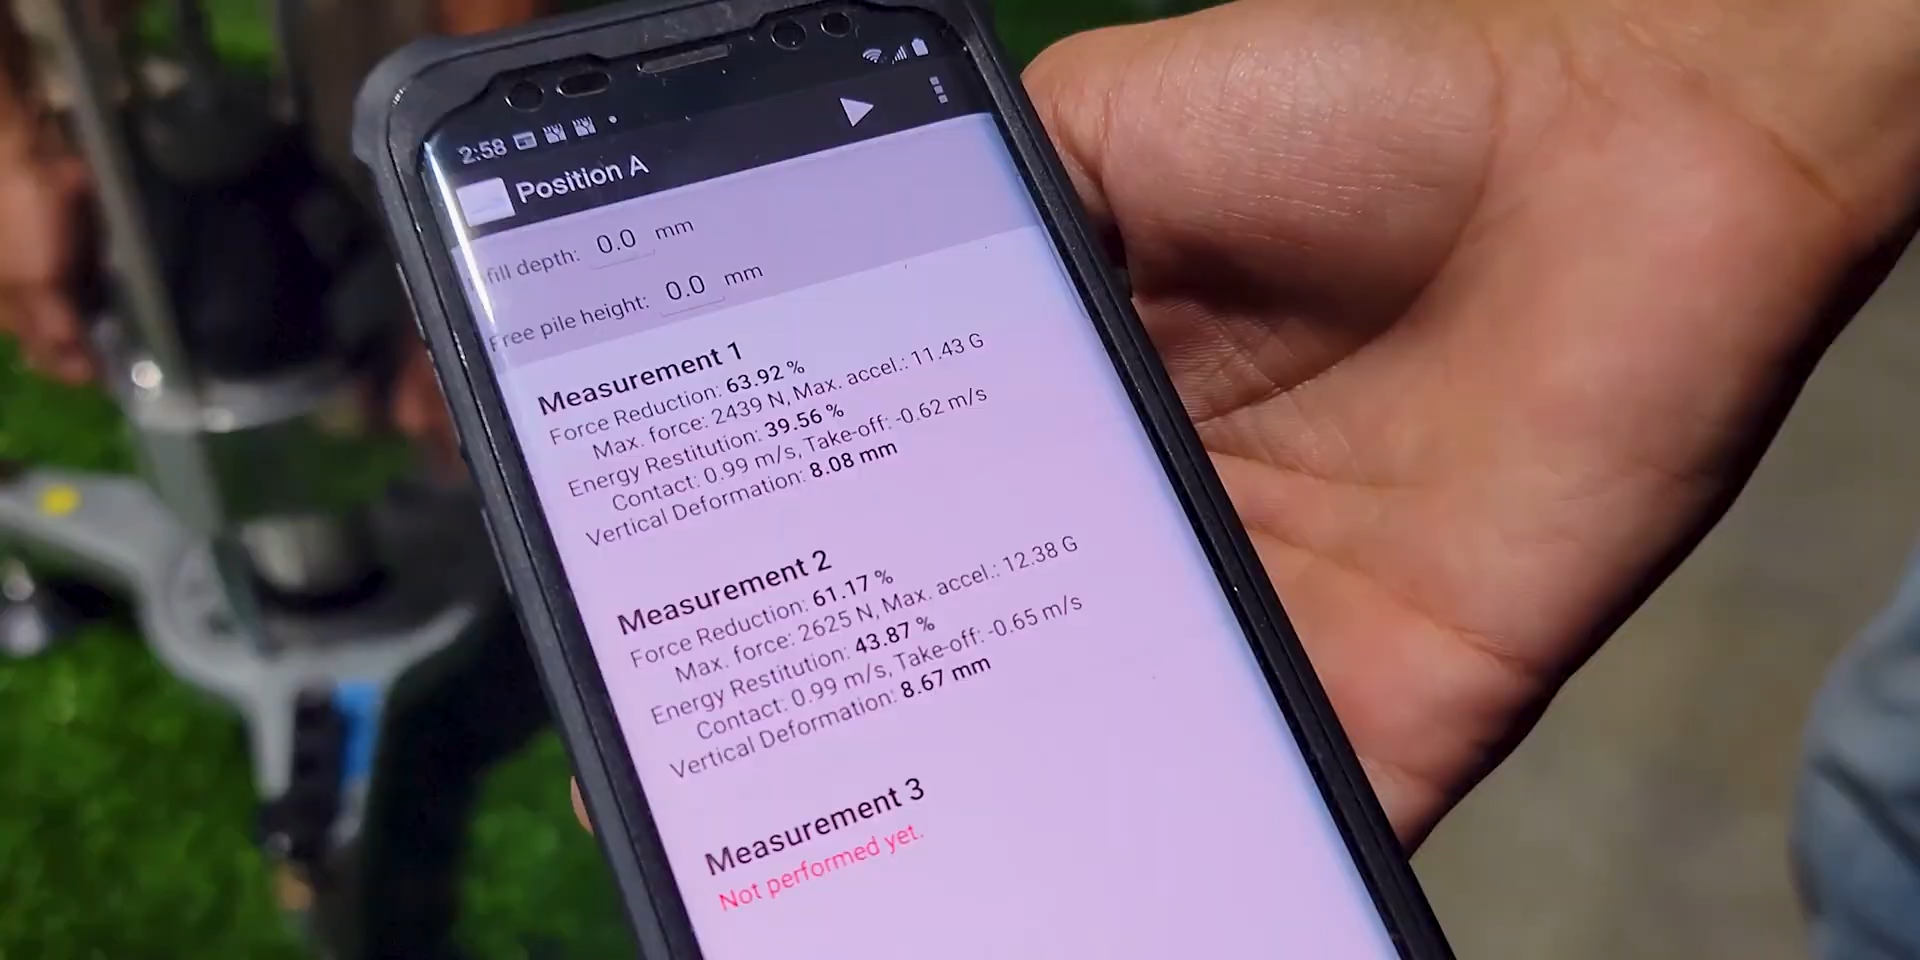 2:58
Position A
fill depth: 0.0 mm
Free pile height: 0.0 mm
Measurement 1
Force Reduction: 63.92 %
Max. force: 2439 N, Max. accel.: 11.43 G
Energy Restitution: 39.56 %
Contact: 0.99 m/s, Take-off: -0.62 m/s
Vertical Deformation: 8.08 mm
Measurement 2
Force Reduction: 61.17 %
Max. force: 2625 N, Max. accel.: 12.38 G
Energy Restitution: 43.87 %
Contact: 0.99 m/s, Take-off: -0.65 m/s
Vertical Deformation: 8.67 mm
Measurement 3
Not performed yet.